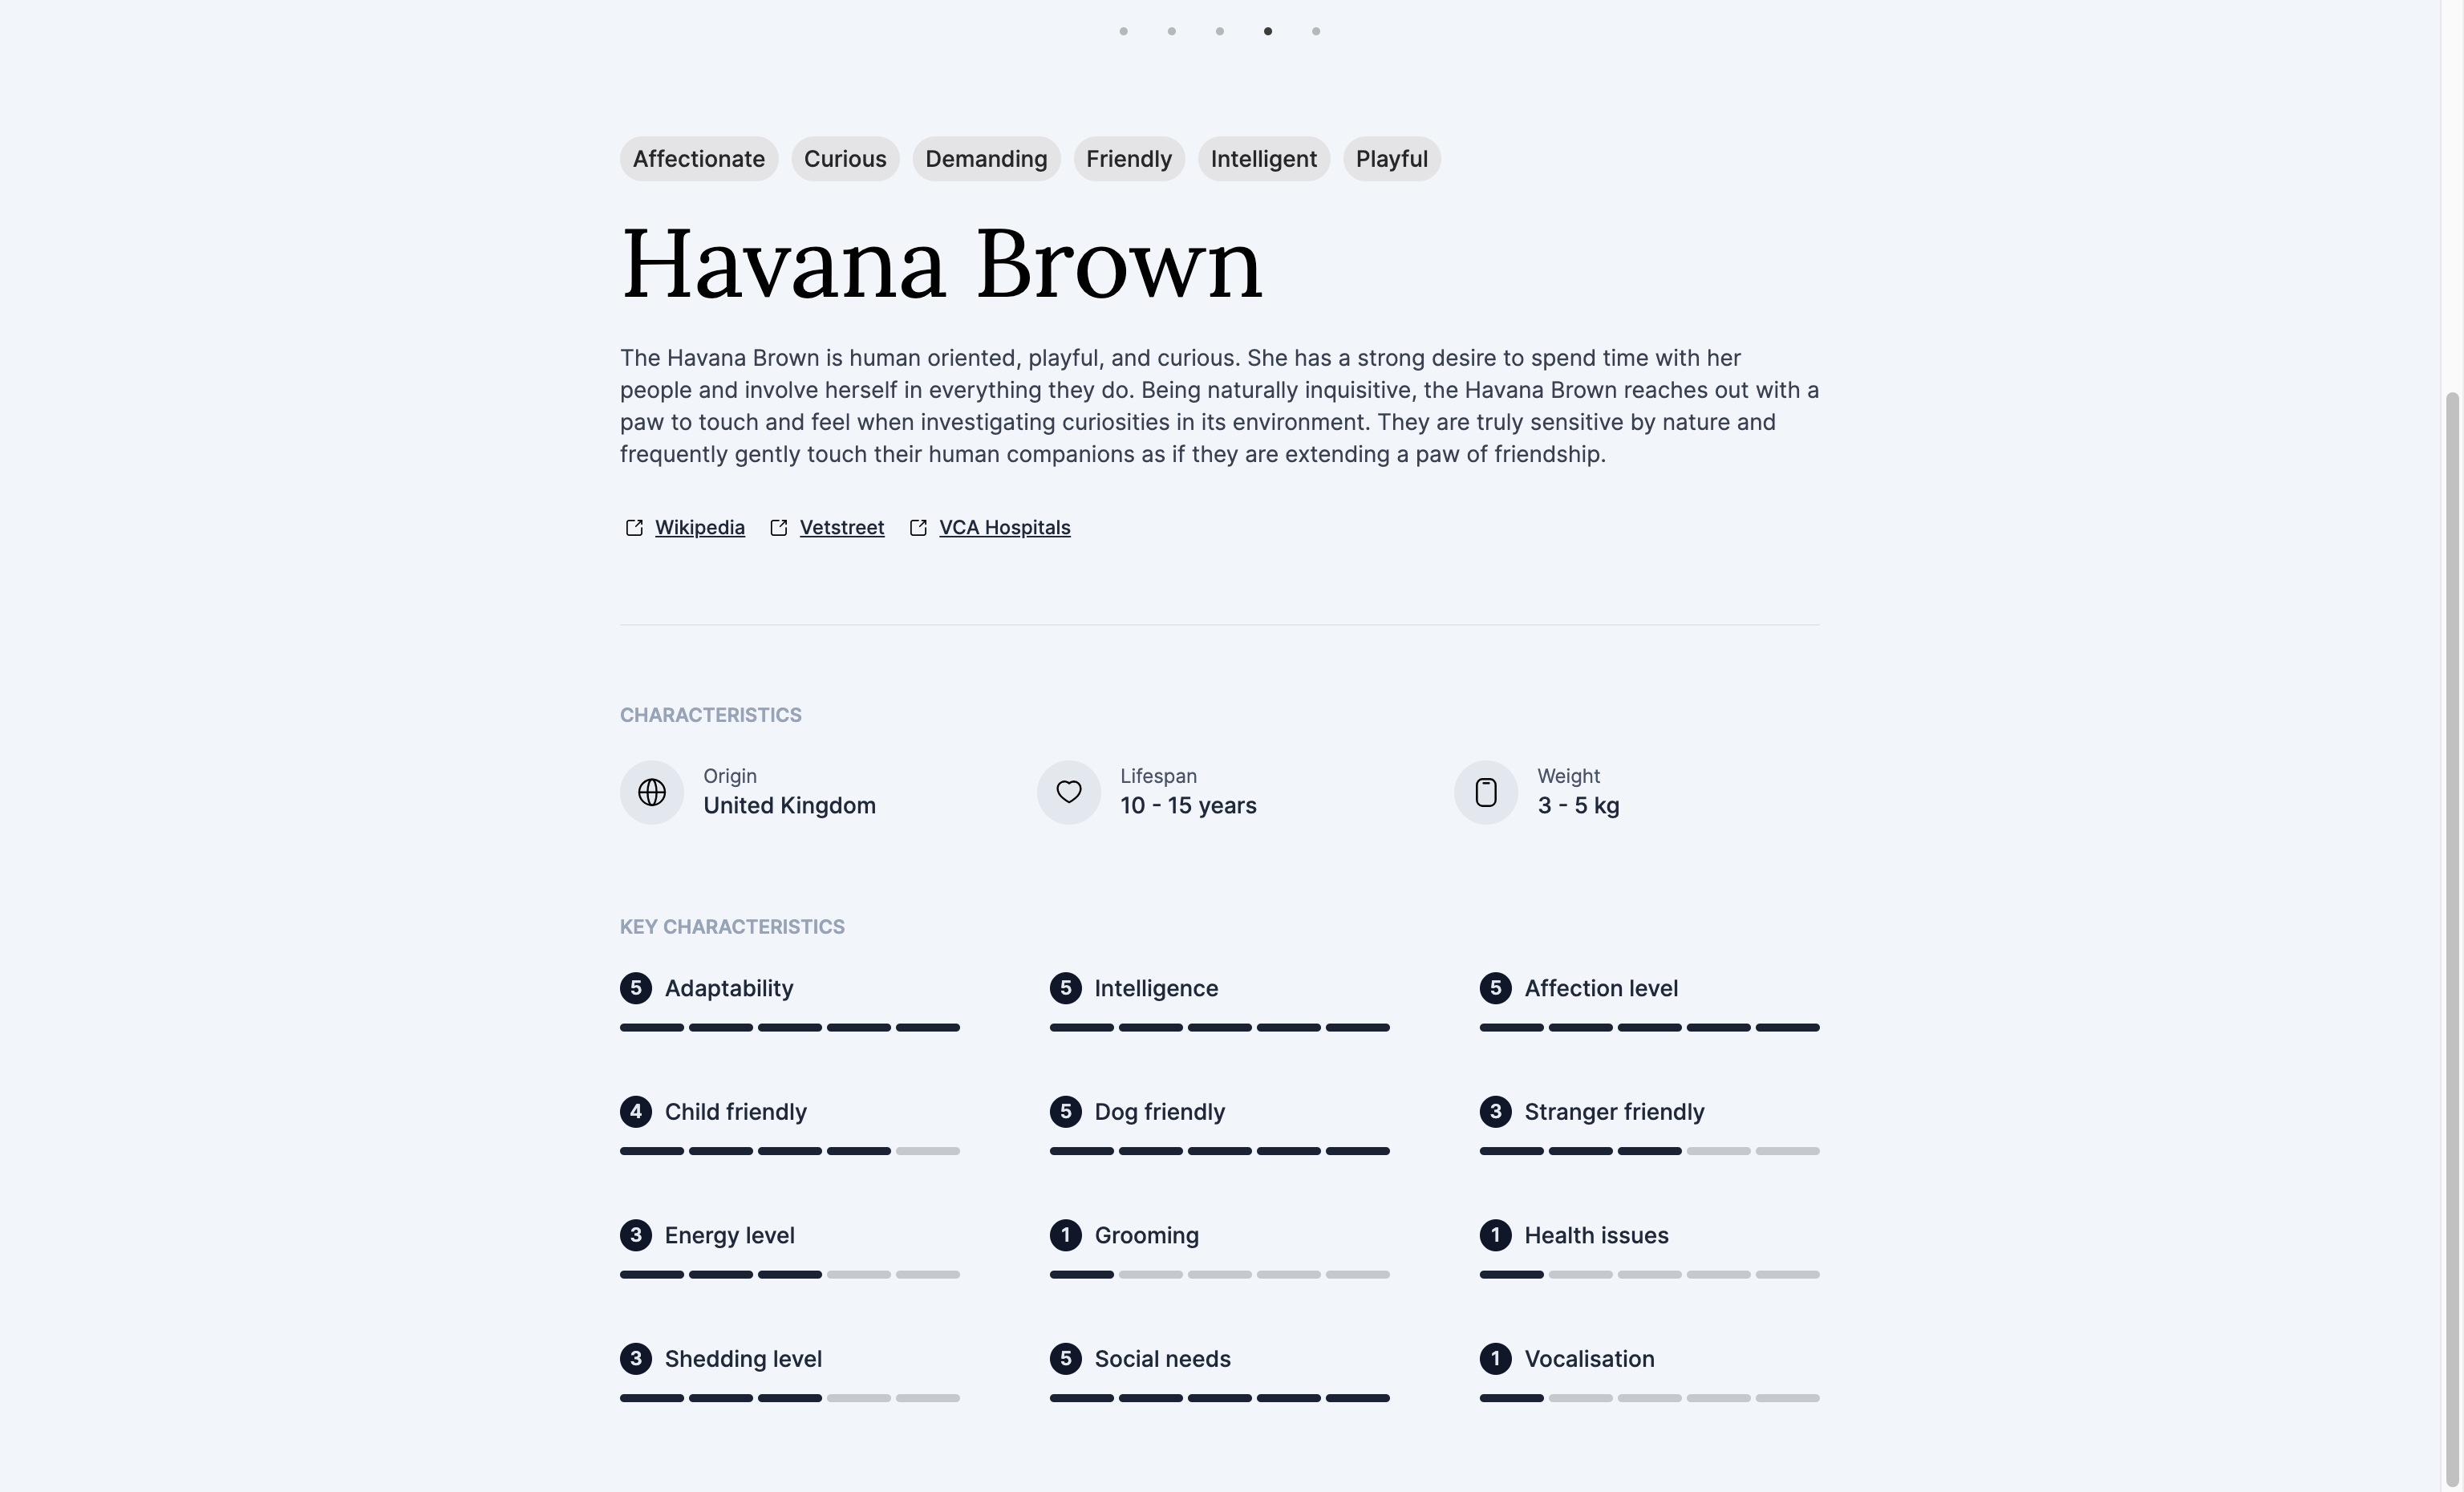 Affectionate Curious Demanding Friendly Intelligent Playful
Havana Brown
The Havana Brown is human oriented, playful, and curious. She has a strong desire to spend time with her
people and involve herself in everything they do. Being naturally inquisitive, the Havana Brown reaches out with a
paw to touch and feel when investigating curiosities in its environment. They are truly sensitive by nature and
frequently gently touch their human companions as if they are extending a paw of friendship.
Wikipedia Vetstreet VCA Hospitals
CHARACTERISTICS
Origin Lifespan Weight
United Kingdom 10 - 15 years 3 - 5 kg
KEY CHARACTERISTICS
5 Adaptability 5 Intelligence 5 Affection level
4 Child friendly 5 Dog friendly 3 Stranger friendly
3 Energy level 1 Grooming 1 Health issues
3 Shedding level 5 Social needs 1 Vocalisation